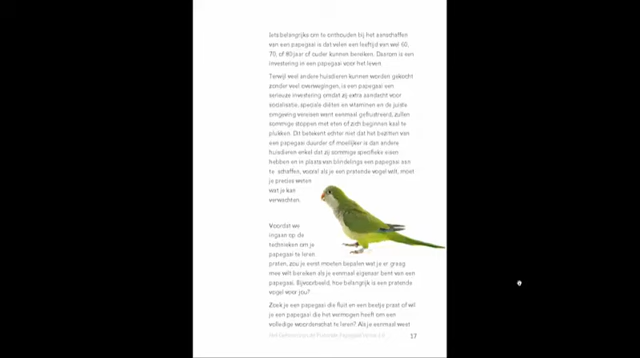 Iets belangrijks om te onthouden bij het aanschaffen
van een papegaai is dat velen een leeftijd van wel 60,
70, of 80 jaar of ouder kunnen bereiken. Daarom is een
investering in een papegaai voor het leven
Terwijl veel andere huisdieren kunnen worden gekocht
zonder veel overwegingen, is een papegaai een
serieuze investering omdat zij extra aandacht voor
socialisatie, speciale diëten en vitaminen en de juiste
omgeving vereisen want eenmaal gefrustreerd, zullen
sommige stoppen met eten of zich beginnen kaal te
plukken. Dit betekent echter niet dat het bezitten van
een papegaai duurder of moeilijker is dan andere
huisdieren enkel dat zij sommige specifieke eisen
hebben en in plaats van blindelings een papegaai aan
te schaffen, vooral als je een pratende vogel wilt, moet
je precies weten
wat je kan
verwachten.
Voordat we
ingaan op de
technieken om je
papegaai te leren
praten, zou je eerst moeten bepalen wat je er graag
mee wilt bereiken als je eenmaal eigenaar bent van een
papegaai. Bijvoorbeeld, hoe belangrijk is een pratende
vogel voor jou?
Zoek je een papegaai die fluit en een beetje praat of wil
je een papegaai die het vermogen heeft om een
volledige woordenschat te leren? Als je eenmaal weet
17